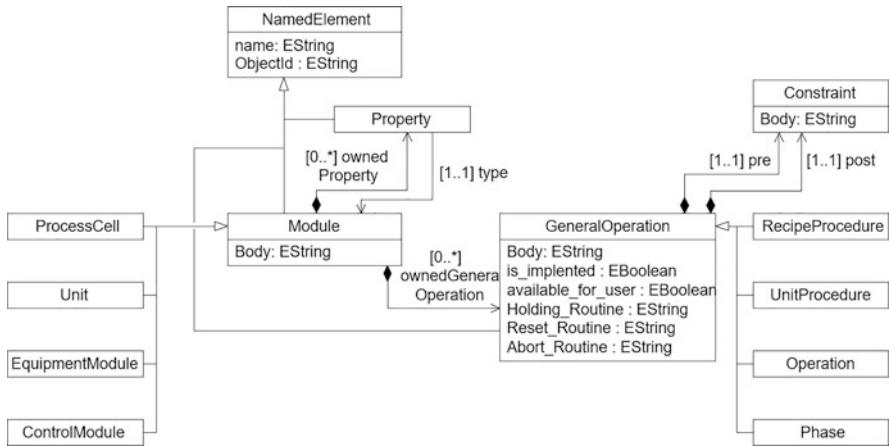 NamedElement
name: EString
ObjectId : EString
Property
Constraint
Body: EString
[0..*] owned
Property
[1..1] type
[1..1] pre
[1..1] post
ProcessCell
Module
Body: EString
GeneralOperation
Body: EString
is_implented : EBoolean
available_for_user : EBoolean
Holding_Routine : EString
Reset_Routine : EString
Abort_Routine : EString
RecipeProcedure
[0..*]
ownedGenera
Operation
Unit
UnitProcedure
EquipmentModule
Operation
ControlModule
Phase